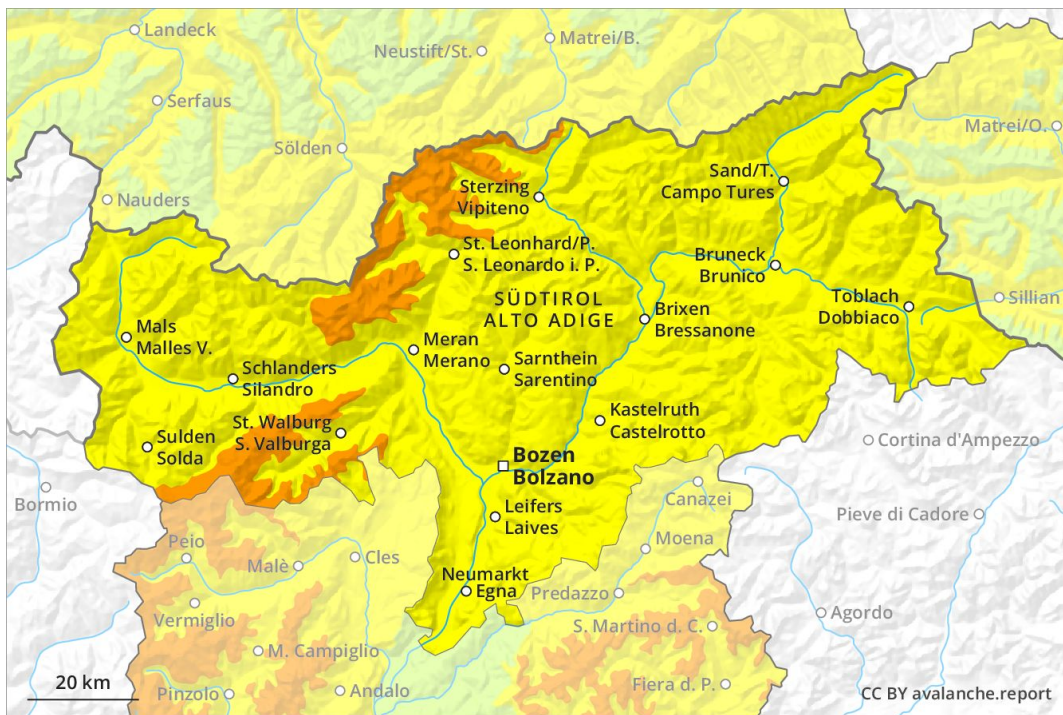 Landeck
Matrei/B.
Neustift/St.
Serfaus
Matrei/O.
Sölden
Sand/T.
Campo Tures
Sterzing
Vipiteno
Nauders
St. Leonhard/P.
S. Leonardo i. P.
Bruneck
Brunico
SÜDTIROL
ALTO ADIGE
Toblach
Dobbiaco
Sillian
Brixen
Bressanone
Mals
Malles V.
Meran
Merano
Sarnthein
Sarentino
Schlanders
Silandro
Kastelruth
Castelrotto
St. Walburg
S. Valburga
Sulden
Solda
Cortina d'Ampezzo
Bozen
Bolzano
Bormio
Canazei
Leifers
Laives
Pieve di Cadore
Moena
Peio
Cles
Malè
Neumarkt
Egna
Predazzo
Vermiglio
Agordo
S. Martino d. C.
M. Campiglio
20 km
Pinzolo
Andalo
Fiera d. P.
CC BY avalanche.report